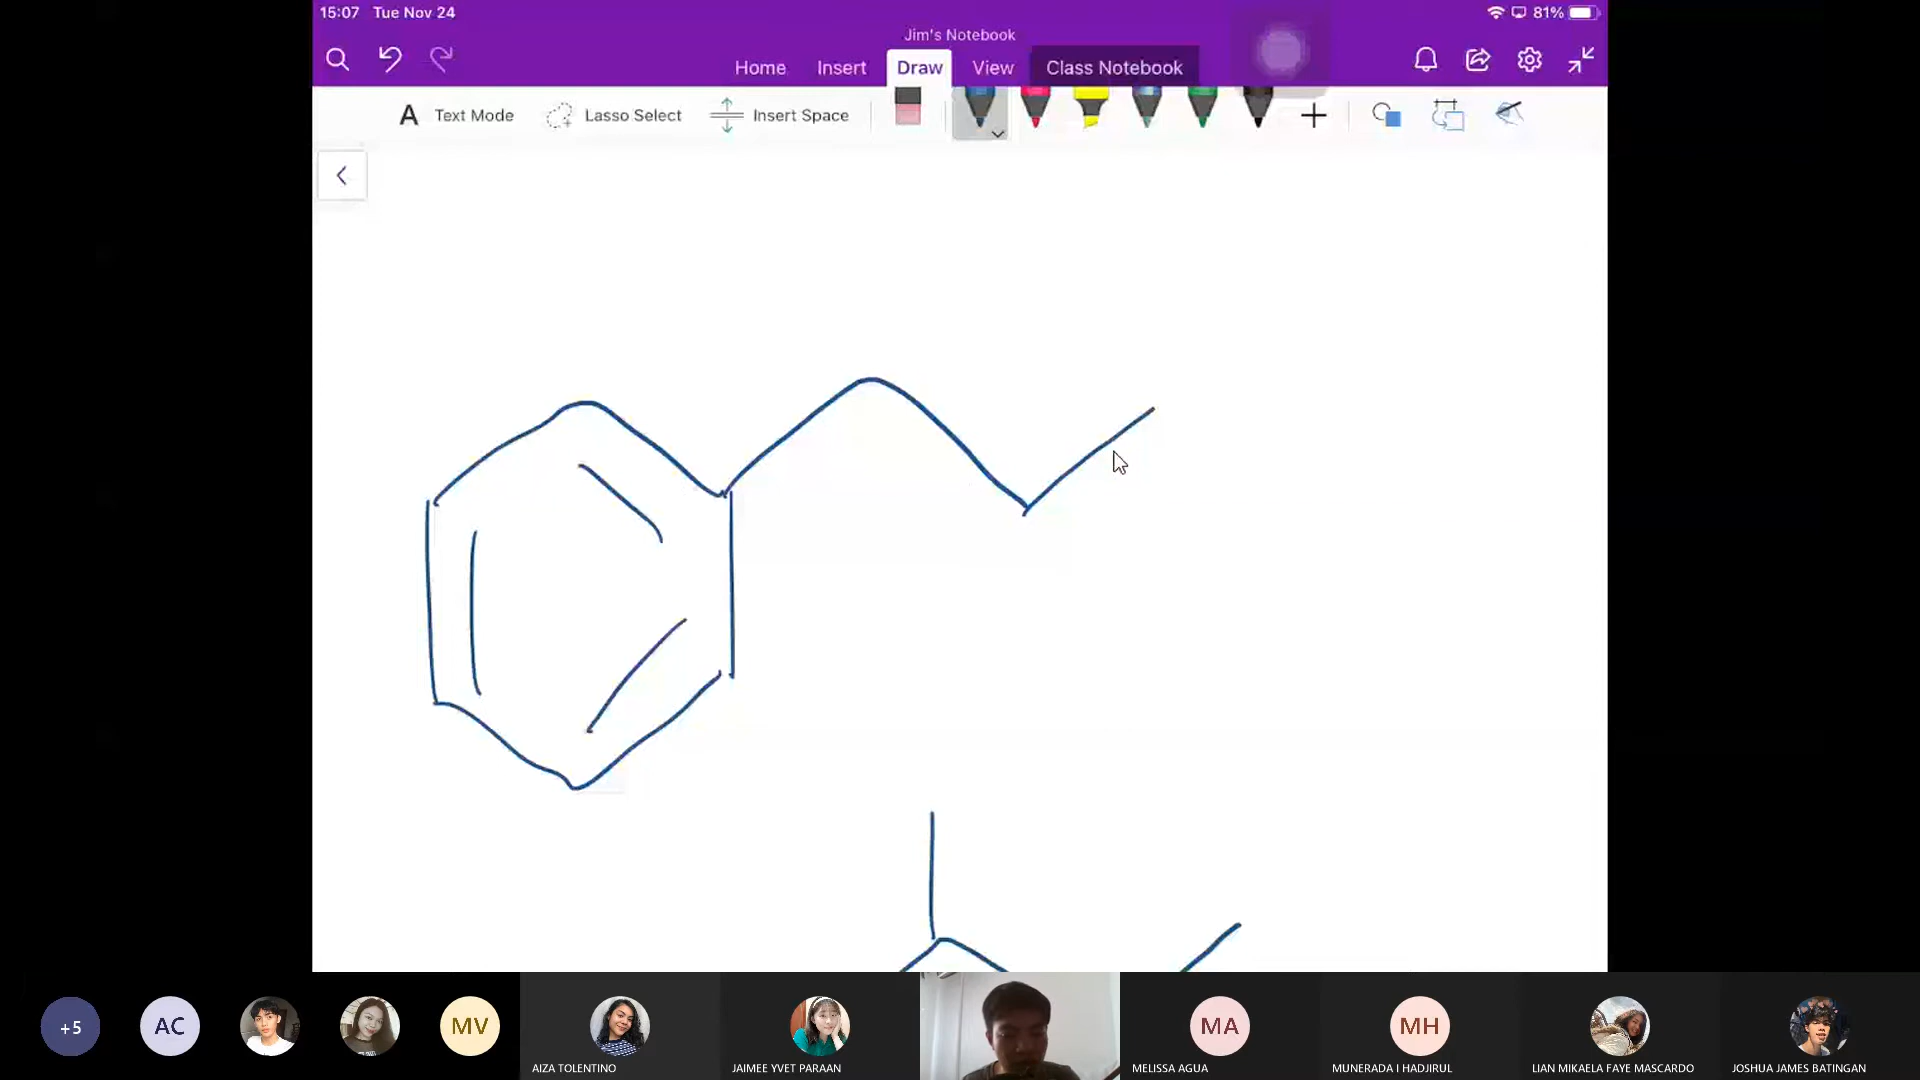 15:07 Tue Nov 24
81%
Jim's Notebook
Home Insert Draw View Class Notebook
A Text Mode Lasso Select Insert Space
+5
AC
MV
AIZA TOLENTINO
JAIMEE YVET PARAAN
MA
MELISSA AGUA
MH
MUNERADA I HADJIRUL
LIAN MIKAELA FAYE MASCARDO
JOSHUA JAMES BATINGAN